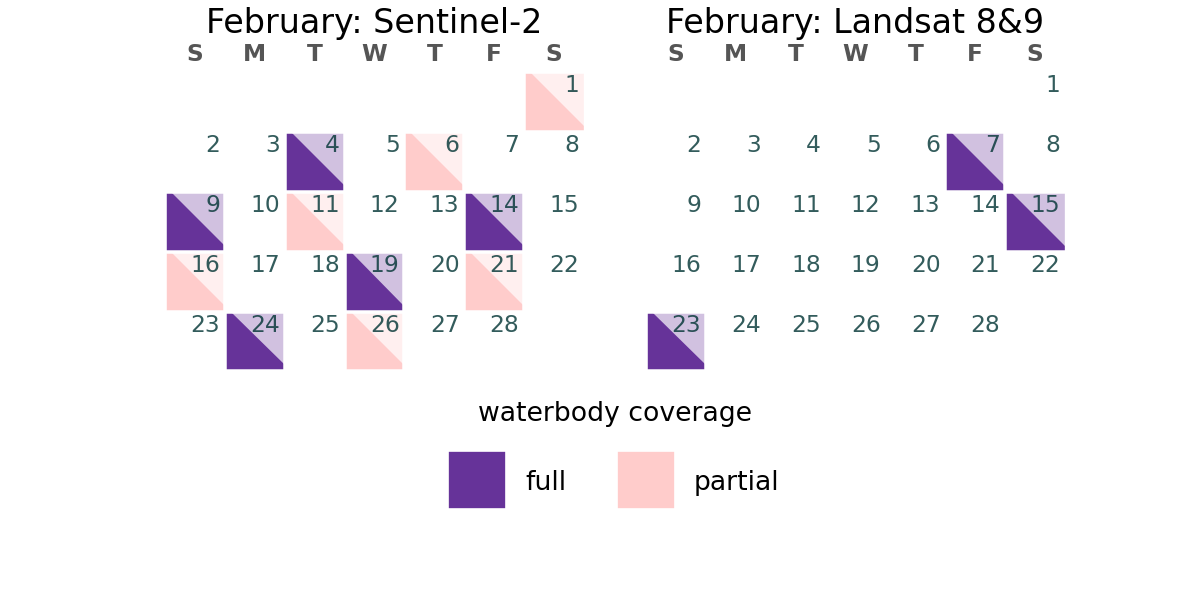 February: Sentinel-2
S M T W T F S
1
2 3 4 5 6 7 8
9 10 11 12 13 14 15
16 17 18 19 20 21 22
23 24 25 26 27 28
February: Landsat 8&9
S M T W T F S
1
2 3 4 5 6 7 8
9 10 11 12 13 14 15
16 17 18 19 20 21 22
23 24 25 26 27 28
waterbody coverage
full partial